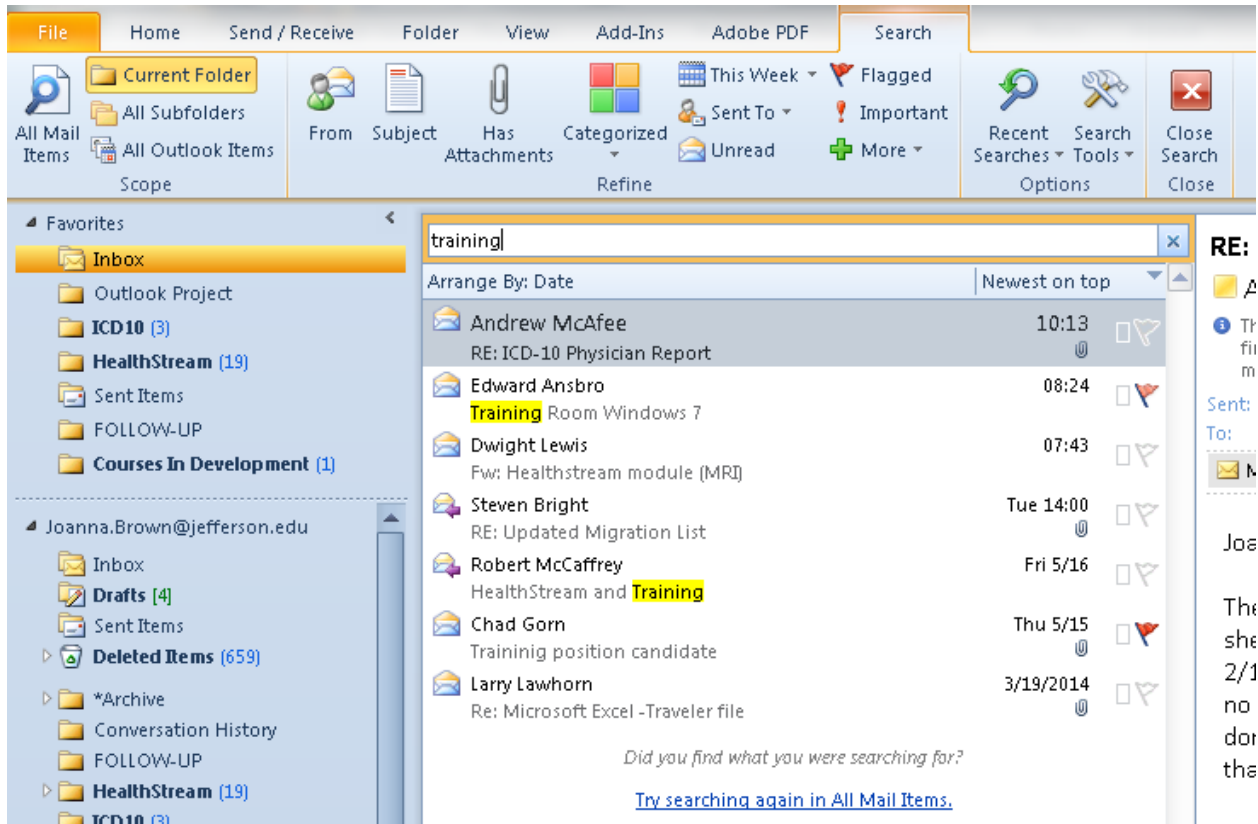 File Home Send / Receive Folder View Add-Ins Adobe PDF Search
Current Folder
All Subfolders
All Outlook Items
All Mail
Items
Scope
From
Subject
Has
Attachments
Categorized
This Week
Sent To
Unread
Flagged
Important
More
Refine
Recent
Searches
Search
Tools
Options
Close
Search
Close
Favorites
Inbox
Outlook Project
ICD10 (3)
HealthStream (19)
Sent Items
FOLLOW-UP
Courses In Development (1)
Joanna.Brown@jefferson.edu
Inbox
Drafts [4]
Sent Items
Deleted Items (659)
*Archive
Conversation History
FOLLOW-UP
HealthStream (19)
ICD10 (3)
training
Arrange By: Date Newest on top
Andrew McAfee 10:13
RE: ICD-10 Physician Report
Edward Ansbro 08:24
Training Room Windows 7
Dwight Lewis 07:43
Fw: Healthstream module (MRI)
Steven Bright Tue 14:00
RE: Updated Migration List
Robert McCaffrey Fri 5/16
HealthStream and Training
Chad Gorn Thu 5/15
Traininig position candidate
Larry Lawhorn 3/19/2014
Re: Microsoft Excel -Traveler file
Did you find what you were searching for?
Try searching again in All Mail Items.
RE:
Sent:
To:
no